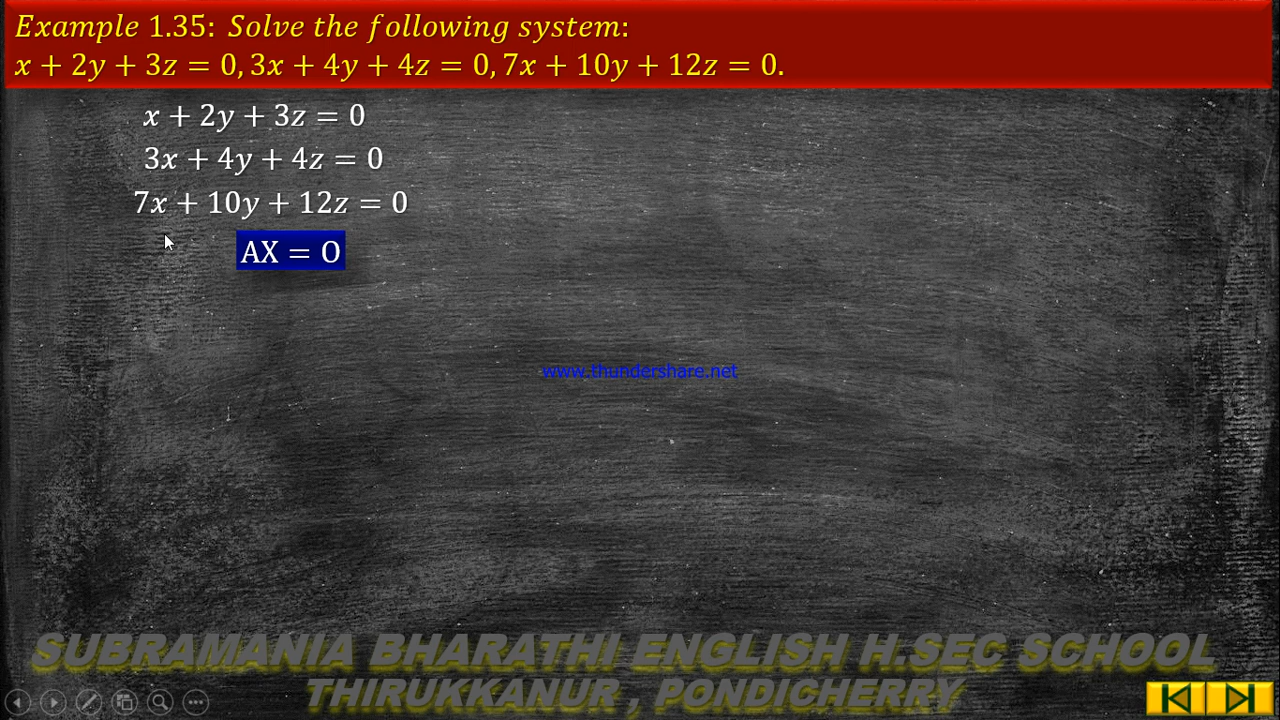 Example 1.35: Solve the following system:
x + 2y + 3z = 0, 3x + 4y + 4z = 0, 7x + 10y + 12z = 0.
x + 2y + 3z = 0
3x + 4y + 4z = 0
7x + 10y + 12z = 0
AX = O
www.thundershare.net
SUBRAMANIA BHARATHI ENGLISH H.SEC SCHOOL
THIRUKKANUR , PONDICHERRY